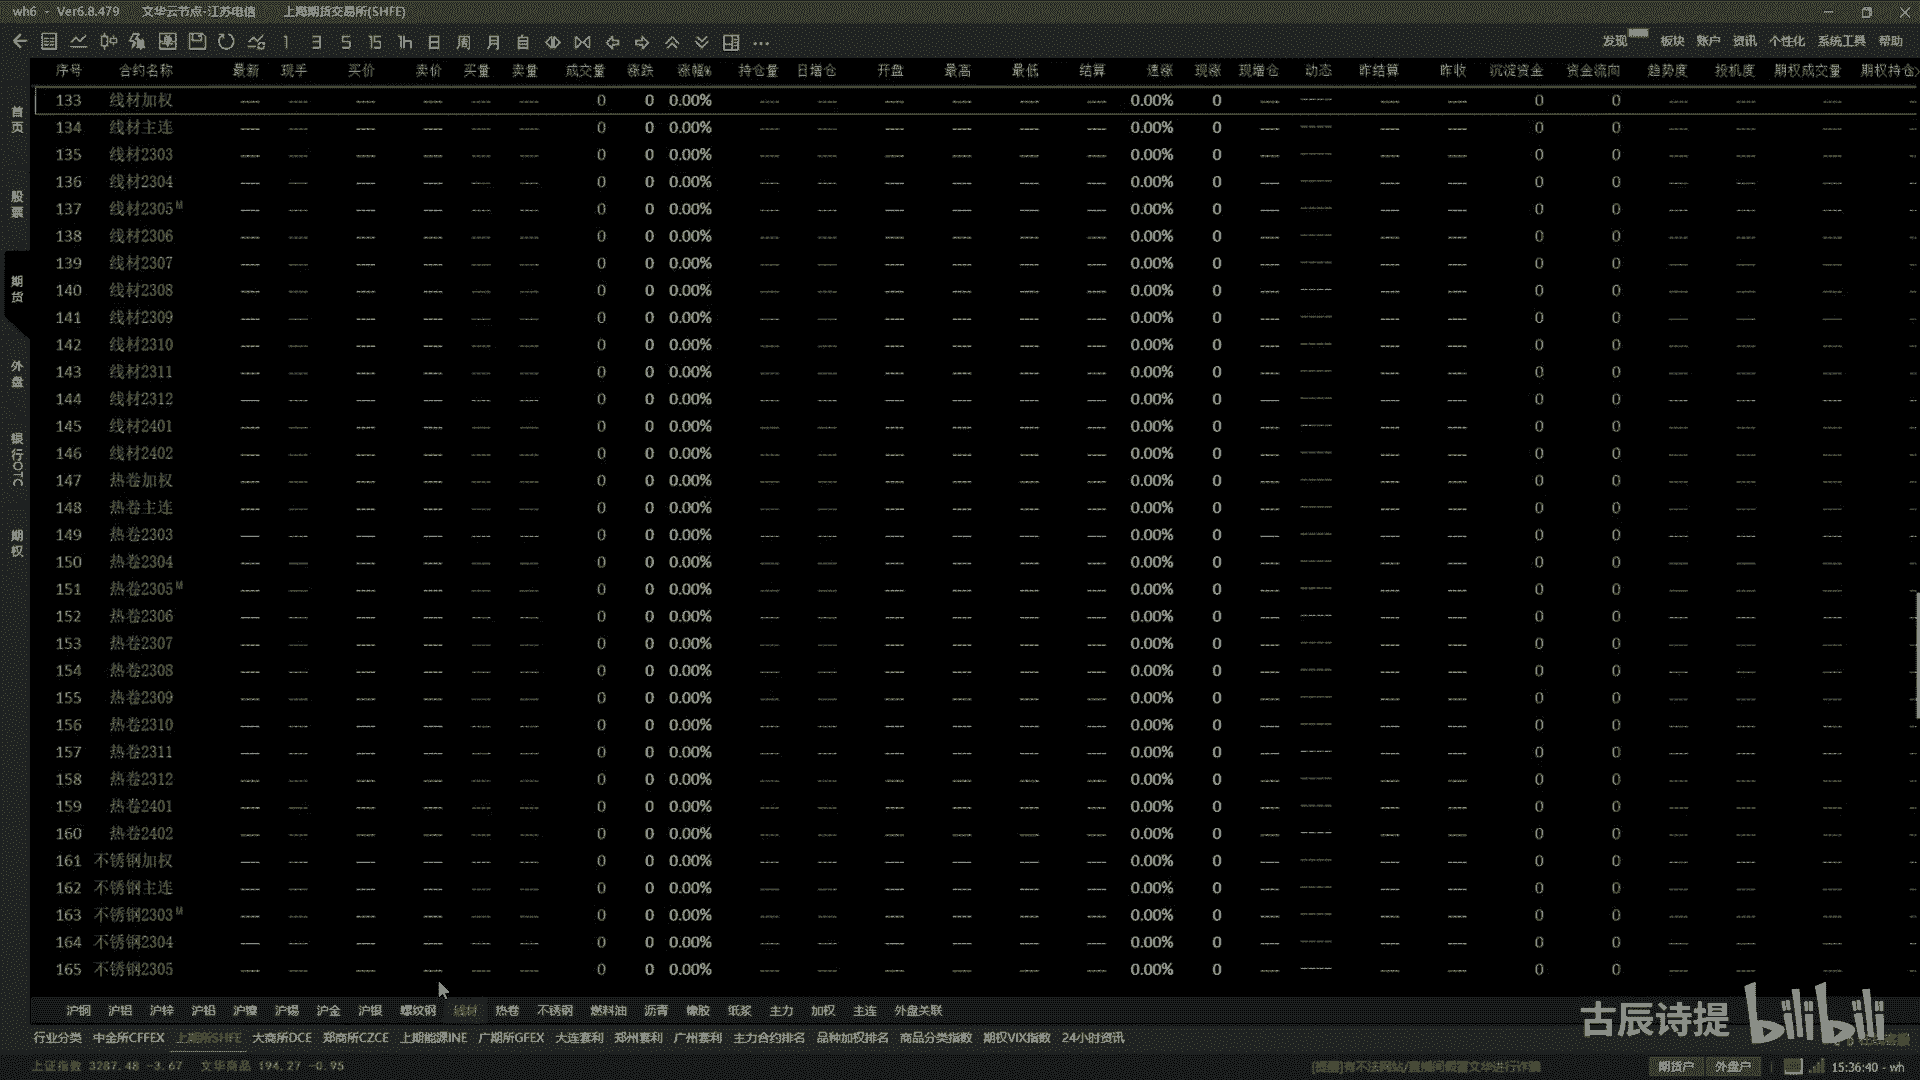 wh6 - Ver6.8.479 文华云节点-江苏电信 上海期货交易所(SHFE)
1 3 5 15 1h 日 周 月 自 ... 发现 板块 账户 资讯 个性化 系统工具 帮助
序号 合约名称 最新 现手 买价 卖价 买量 卖量 成交量 涨跌 涨幅% 持仓量 日增仓 开盘 最高 最低 结算 速涨 现涨 现增仓 动态 昨结算 昨收 沉淀资金 资金流向 趋势度 投机度 期权成交量 期权持仓
首页
股票
期货
外盘
银行OTC
期权
133 线材加权 ---- ---- ---- ---- ---- ---- 0 0 0.00% ---- ---- ---- ---- ---- ---- 0.00% 0 ---- ---- ---- ---- 0 0 ---- ---- ---- ----
134 线材主连 ---- ---- ---- ---- ---- ---- 0 0 0.00% ---- ---- ---- ---- ---- ---- 0.00% 0 ---- ---- ---- ---- 0 0 ---- ---- ---- ----
135 线材2303 ---- ---- ---- ---- ---- ---- 0 0 0.00% ---- ---- ---- ---- ---- ---- 0.00% 0 ---- ---- ---- ---- 0 0 ---- ---- ---- ----
136 线材2304 ---- ---- ---- ---- ---- ---- 0 0 0.00% ---- ---- ---- ---- ---- ---- 0.00% 0 ---- ---- ---- ---- 0 0 ---- ---- ---- ----
137 线材2305M ---- ---- ---- ---- ---- ---- 0 0 0.00% ---- ---- ---- ---- ---- ---- 0.00% 0 ---- ---- ---- ---- 0 0 ---- ---- ---- ----
138 线材2306 ---- ---- ---- ---- ---- ---- 0 0 0.00% ---- ---- ---- ---- ---- ---- 0.00% 0 ---- ---- ---- ---- 0 0 ---- ---- ---- ----
139 线材2307 ---- ---- ---- ---- ---- ---- 0 0 0.00% ---- ---- ---- ---- ---- ---- 0.00% 0 ---- ---- ---- ---- 0 0 ---- ---- ---- ----
140 线材2308 ---- ---- ---- ---- ---- ---- 0 0 0.00% ---- ---- ---- ---- ---- ---- 0.00% 0 ---- ---- ---- ---- 0 0 ---- ---- ---- ----
141 线材2309 ---- ---- ---- ---- ---- ---- 0 0 0.00% ---- ---- ---- ---- ---- ---- 0.00% 0 ---- ---- ---- ---- 0 0 ---- ---- ---- ----
142 线材2310 ---- ---- ---- ---- ---- ---- 0 0 0.00% ---- ---- ---- ---- ---- ---- 0.00% 0 ---- ---- ---- ---- 0 0 ---- ---- ---- ----
143 线材2311 ---- ---- ---- ---- ---- ---- 0 0 0.00% ---- ---- ---- ---- ---- ---- 0.00% 0 ---- ---- ---- ---- 0 0 ---- ---- ---- ----
144 线材2312 ---- ---- ---- ---- ---- ---- 0 0 0.00% ---- ---- ---- ---- ---- ---- 0.00% 0 ---- ---- ---- ---- 0 0 ---- ---- ---- ----
145 线材2401 ---- ---- ---- ---- ---- ---- 0 0 0.00% ---- ---- ---- ---- ---- ---- 0.00% 0 ---- ---- ---- ---- 0 0 ---- ---- ---- ----
146 线材2402 ---- ---- ---- ---- ---- ---- 0 0 0.00% ---- ---- ---- ---- ---- ---- 0.00% 0 ---- ---- ---- ---- 0 0 ---- ---- ---- ----
147 热卷加权 ---- ---- ---- ---- ---- ---- 0 0 0.00% ---- ---- ---- ---- ---- ---- 0.00% 0 ---- ---- ---- ---- 0 0 ---- ---- ---- ----
148 热卷主连 ---- ---- ---- ---- ---- ---- 0 0 0.00% ---- ---- ---- ---- ---- ---- 0.00% 0 ---- ---- ---- ---- 0 0 ---- ---- ---- ----
149 热卷2303 ---- ---- ---- ---- ---- ---- 0 0 0.00% ---- ---- ---- ---- ---- ---- 0.00% 0 ---- ---- ---- ---- 0 0 ---- ---- ---- ----
150 热卷2304 ---- ---- ---- ---- ---- ---- 0 0 0.00% ---- ---- ---- ---- ---- ---- 0.00% 0 ---- ---- ---- ---- 0 0 ---- ---- ---- ----
151 热卷2305M ---- ---- ---- ---- ---- ---- 0 0 0.00% ---- ---- ---- ---- ---- ---- 0.00% 0 ---- ---- ---- ---- 0 0 ---- ---- ---- ----
152 热卷2306 ---- ---- ---- ---- ---- ---- 0 0 0.00% ---- ---- ---- ---- ---- ---- 0.00% 0 ---- ---- ---- ---- 0 0 ---- ---- ---- ----
153 热卷2307 ---- ---- ---- ---- ---- ---- 0 0 0.00% ---- ---- ---- ---- ---- ---- 0.00% 0 ---- ---- ---- ---- 0 0 ---- ---- ---- ----
154 热卷2308 ---- ---- ---- ---- ---- ---- 0 0 0.00% ---- ---- ---- ---- ---- ---- 0.00% 0 ---- ---- ---- ---- 0 0 ---- ---- ---- ----
155 热卷2309 ---- ---- ---- ---- ---- ---- 0 0 0.00% ---- ---- ---- ---- ---- ---- 0.00% 0 ---- ---- ---- ---- 0 0 ---- ---- ---- ----
156 热卷2310 ---- ---- ---- ---- ---- ---- 0 0 0.00% ---- ---- ---- ---- ---- ---- 0.00% 0 ---- ---- ---- ---- 0 0 ---- ---- ---- ----
157 热卷2311 ---- ---- ---- ---- ---- ---- 0 0 0.00% ---- ---- ---- ---- ---- ---- 0.00% 0 ---- ---- ---- ---- 0 0 ---- ---- ---- ----
158 热卷2312 ---- ---- ---- ---- ---- ---- 0 0 0.00% ---- ---- ---- ---- ---- ---- 0.00% 0 ---- ---- ---- ---- 0 0 ---- ---- ---- ----
159 热卷2401 ---- ---- ---- ---- ---- ---- 0 0 0.00% ---- ---- ---- ---- ---- ---- 0.00% 0 ---- ---- ---- ---- 0 0 ---- ---- ---- ----
160 热卷2402 ---- ---- ---- ---- ---- ---- 0 0 0.00% ---- ---- ---- ---- ---- ---- 0.00% 0 ---- ---- ---- ---- 0 0 ---- ---- ---- ----
161 不锈钢加权 ---- ---- ---- ---- ---- ---- 0 0 0.00% ---- ---- ---- ---- ---- ---- 0.00% 0 ---- ---- ---- ---- 0 0 ---- ---- ---- ----
162 不锈钢主连 ---- ---- ---- ---- ---- ---- 0 0 0.00% ---- ---- ---- ---- ---- ---- 0.00% 0 ---- ---- ---- ---- 0 0 ---- ---- ---- ----
163 不锈钢2303M ---- ---- ---- ---- ---- ---- 0 0 0.00% ---- ---- ---- ---- ---- ---- 0.00% 0 ---- ---- ---- ---- 0 0 ---- ---- ---- ----
164 不锈钢2304 ---- ---- ---- ---- ---- ---- 0 0 0.00% ---- ---- ---- ---- ---- ---- 0.00% 0 ---- ---- ---- ---- 0 0 ---- ---- ---- ----
165 不锈钢2305 ---- ---- ---- ---- ---- ---- 0 0 0.00% ---- ---- ---- ---- ---- ---- 0.00% 0 ---- ---- ---- ---- 0 0 ---- ---- ---- ----
沪铜 沪铝 沪锌 沪铅 沪镍 沪锡 沪金 沪银 螺纹钢 线材 热卷 不锈钢 燃料油 沥青 橡胶 纸浆 主力 加权 主连 外盘关联
古辰诗提 bilibili
行业分类 中金所CFFEX 上期所SHFE 大商所DCE 郑商所CZCE 上期能源INE 广期所GFEX 大连套利 郑州套利 广州套利 主力合约排名 品种加权排名 商品分类指数 期权VIX指数 24小时资讯
上证指数 3287.48 -3.67 文华商品 194.27 -0.95 期货户 外盘户 15:36:40 - wh